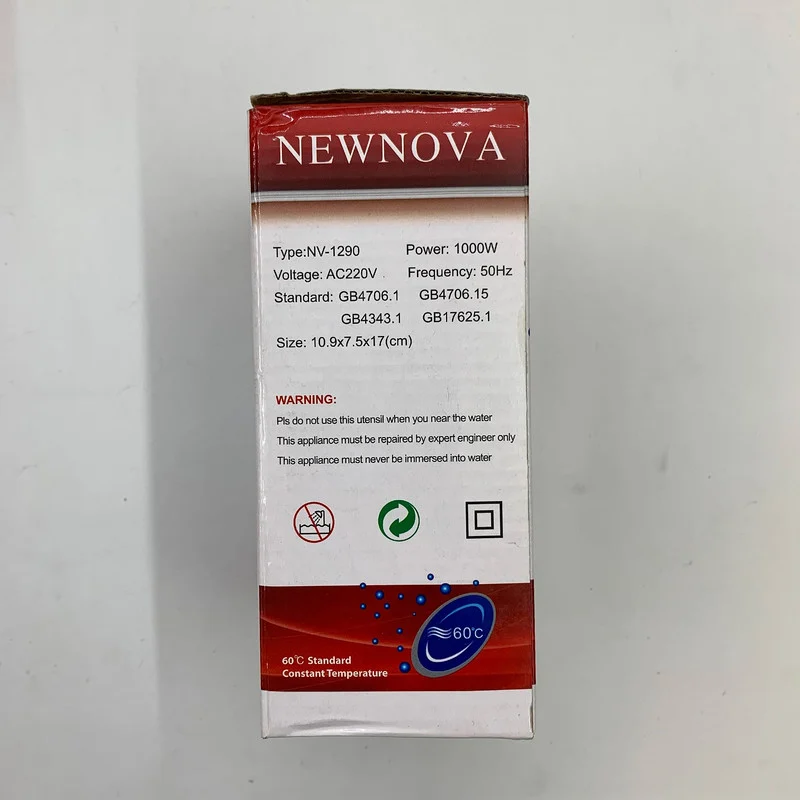 NEWNOVA
Type:NV-1290 Power: 1000W
Voltage: AC220V Frequency: 50Hz
Standard: GB4706.1 GB4706.15
GB4343.1 GB17625.1
Size: 10.9x7.5x17(cm)
WARNING:
Pls do not use this utensil when you near the water
This appliance must be repaired by expert engineer only
This appliance must never be immersed into water
60℃
60℃ Standard
Constant Temperature